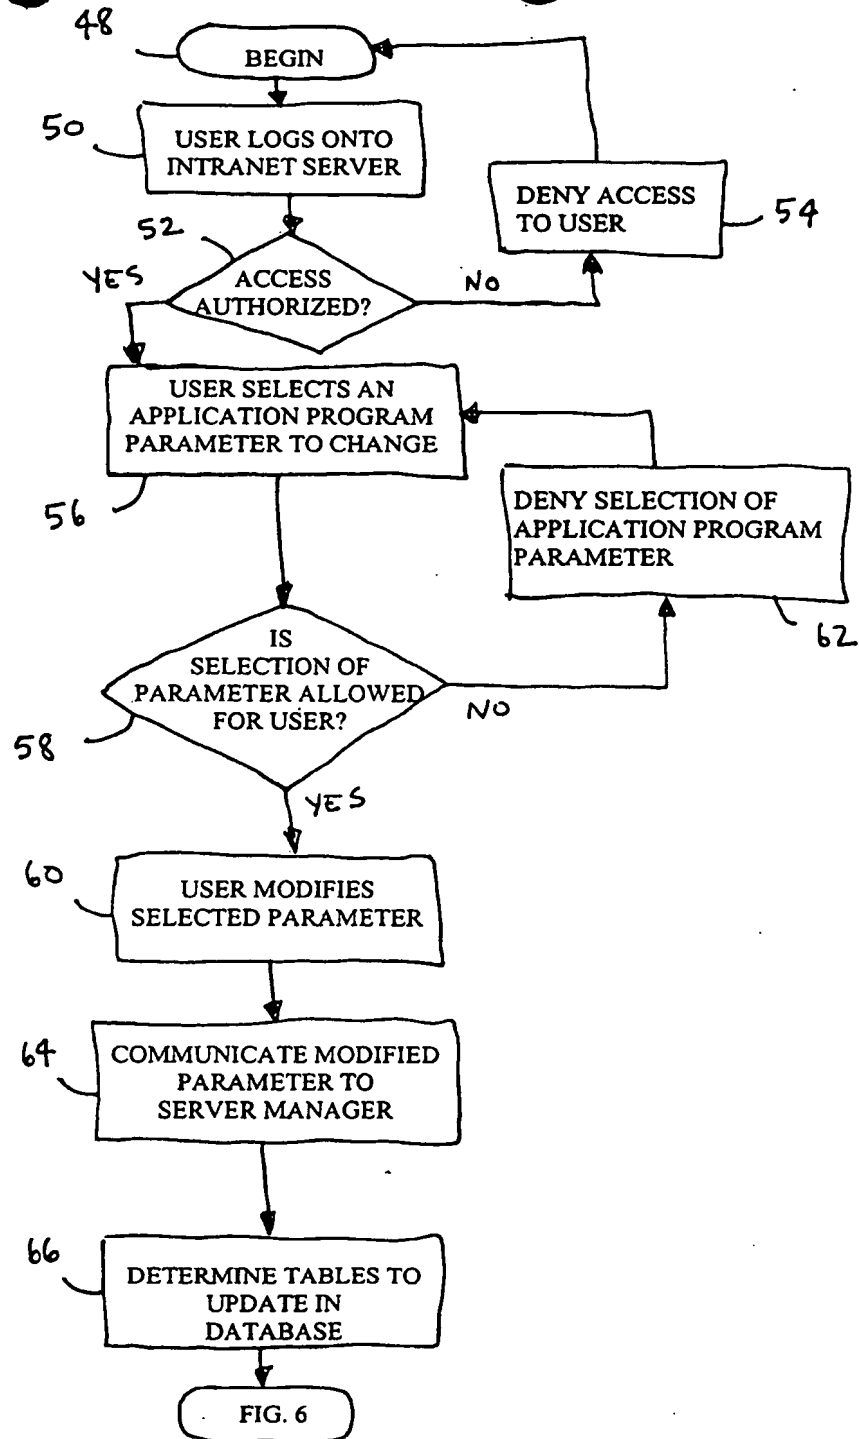 48
BEGIN
50
USER LOGS ONTO
INTRANET SERVER
DENY ACCESS
TO USER
54
52
YES
ACCESS
AUTHORIZED?
NO
USER SELECTS AN
APPLICATION PROGRAM
PARAMETER TO CHANGE
56
DENY SELECTION OF
APPLICATION PROGRAM
PARAMETER
62
IS
SELECTION OF
PARAMETER ALLOWED
FOR USER?
NO
58
YES
60
USER MODIFIES
SELECTED PARAMETER
64
COMMUNICATE MODIFIED
PARAMETER TO
SERVER MANAGER
66
DETERMINE TABLES TO
UPDATE IN
DATABASE
FIG. 6